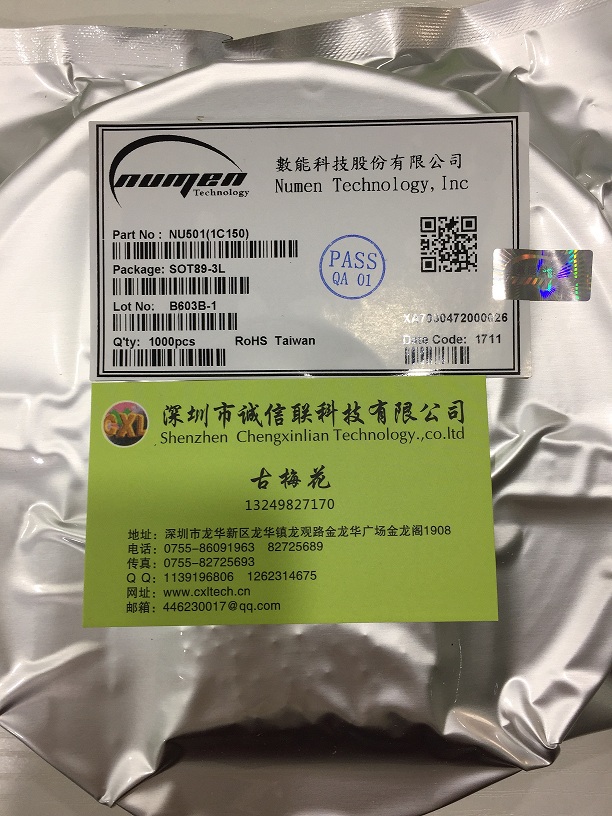 numen
Technology
數能科技股份有限公司
Numen Technology,Inc
Part No : NU501(1C150)
Package: SOT89-3L
Lot No: B603B-1
Q'ty: 1000pcs RoHS Taiwan
PASS
QA 01
XA7030472000026
Date Code: 1711
CXL
深圳市诚信联科技有限公司
Shenzhen Chengxinlian Technology.,co.ltd
古梅花
13249827170
地址: 深圳市龙华新区龙华镇龙观路金龙华广场金龙阁1908
电话: 0755-86091963 82725689
传真: 0755-82725693
Q Q: 1139196806 1262314675
网址: www.cxltech.cn
邮箱: 446230017@qq.com